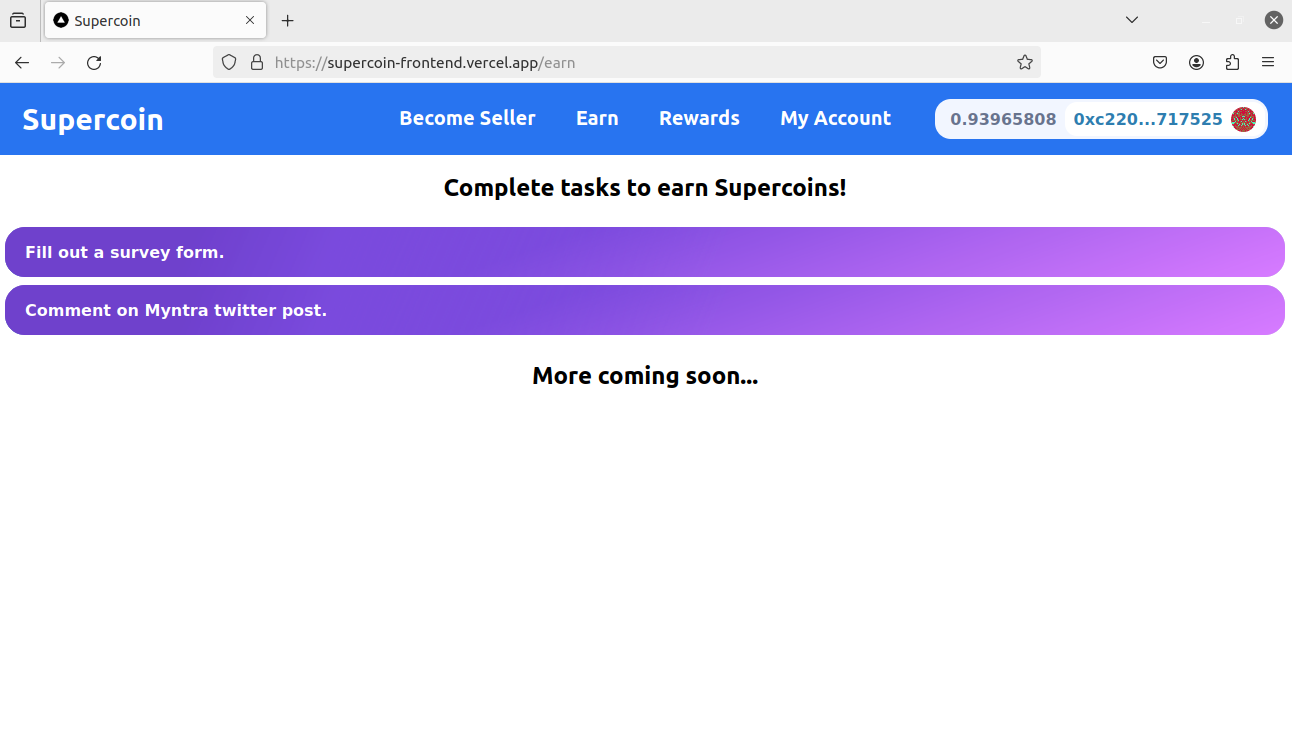 Supercoin
https://supercoin-frontend.vercel.app/earn
Supercoin
Become Seller
Earn
Rewards
My Account
0.93965808
0xc220...717525
Complete tasks to earn Supercoins!
Fill out a survey form.
Comment on Myntra twitter post.
More coming soon...